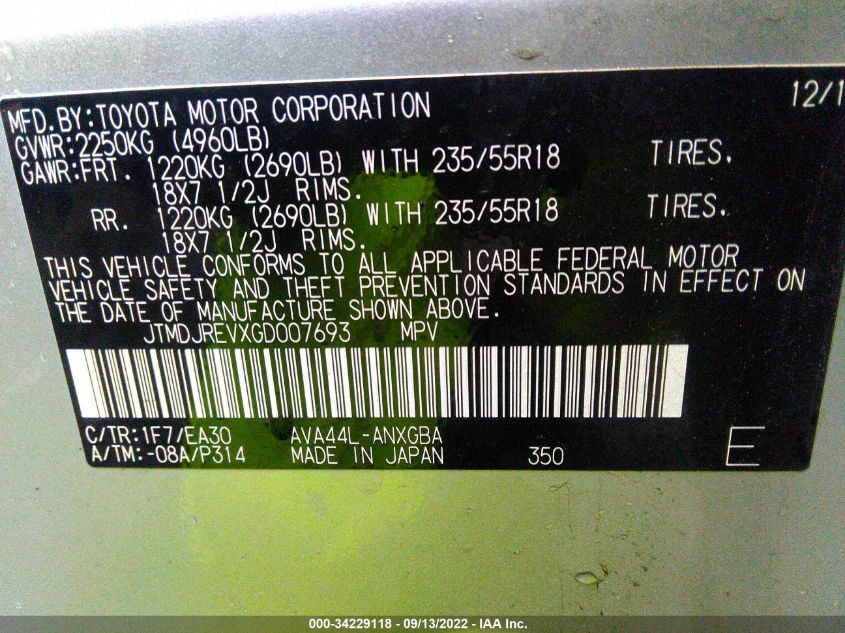 12/1
MFD.BY:TOYOTA MOTOR CORPORATION
GVWR:2250KG (4960LB)
GAWR:FRT. 1220KG (2690LB) WITH 235/55R18 TIRES.
18X7 1/2J RIMS.
RR. 1220KG (2690LB) WITH 235/55R18 TIRES.
18X7 1/2J RIMS.
THIS VEHICLE CONFORMS TO ALL APPLICABLE FEDERAL MOTOR
VEHICLE SAFETY AND THEFT PREVENTION STANDARDS IN EFFECT ON
THE DATE OF MANUFACTURE SHOWN ABOVE.
JTMDJREVXGD007693 MPV
C/TR:1F7/EA30 AVA44L-ANXGBA
A/TM:-08A/P314 MADE IN JAPAN 350 E
000-34229118 - 09/13/2022 - IAA Inc.